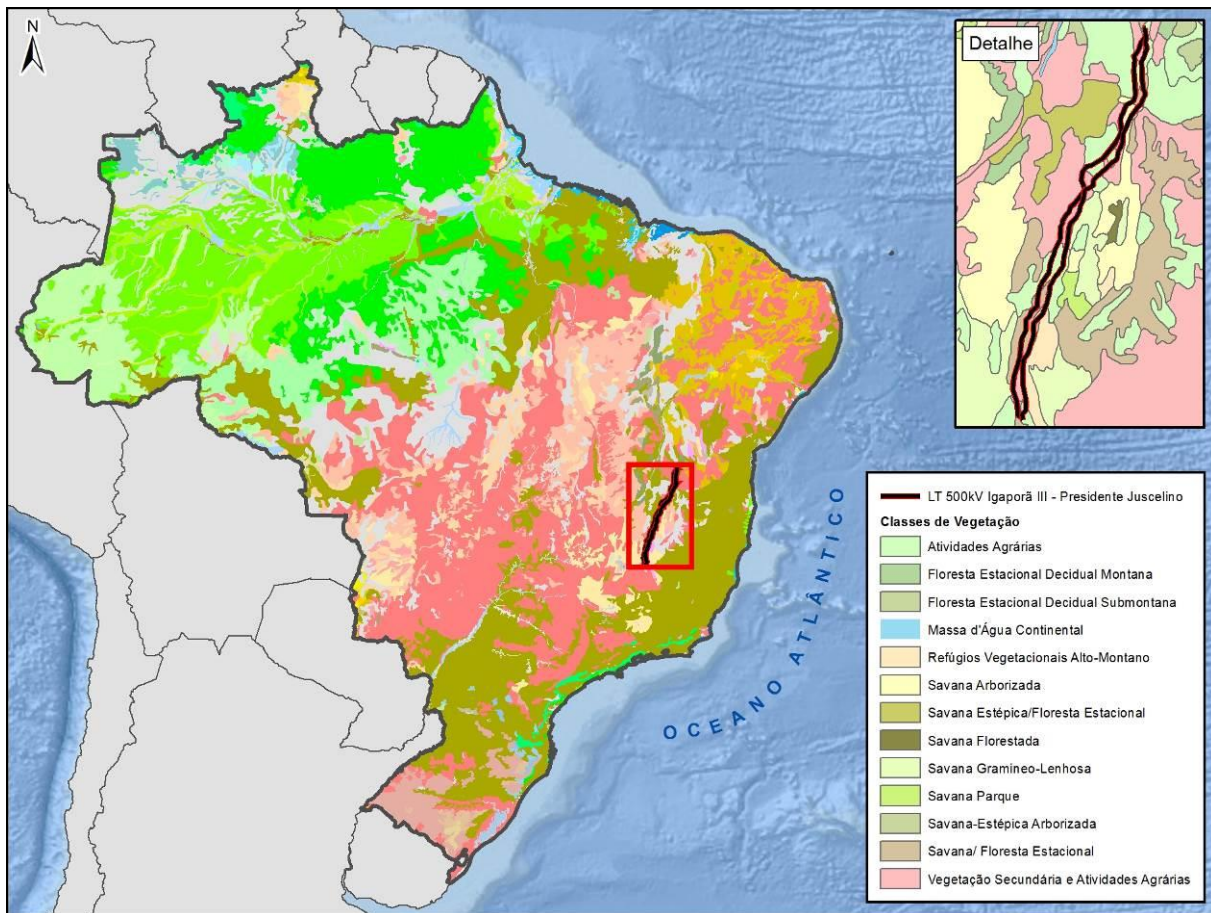 N
Detalhe
OCEANO ATLÂNTICO
LT 500kV Igaporã III - Presidente Juscelino
Classes de Vegetação
Atividades Agrárias
Floresta Estacional Decidual Montana
Floresta Estacional Decidual Submontana
Massa d'Água Continental
Refúgios Vegetacionais Alto-Montano
Savana Arborizada
Savana Estépica/Floresta Estacional
Savana Florestada
Savana Gramineo-Lenhosa
Savana Parque
Savana-Estépica Arborizada
Savana/ Floresta Estacional
Vegetação Secundária e Atividades Agrárias